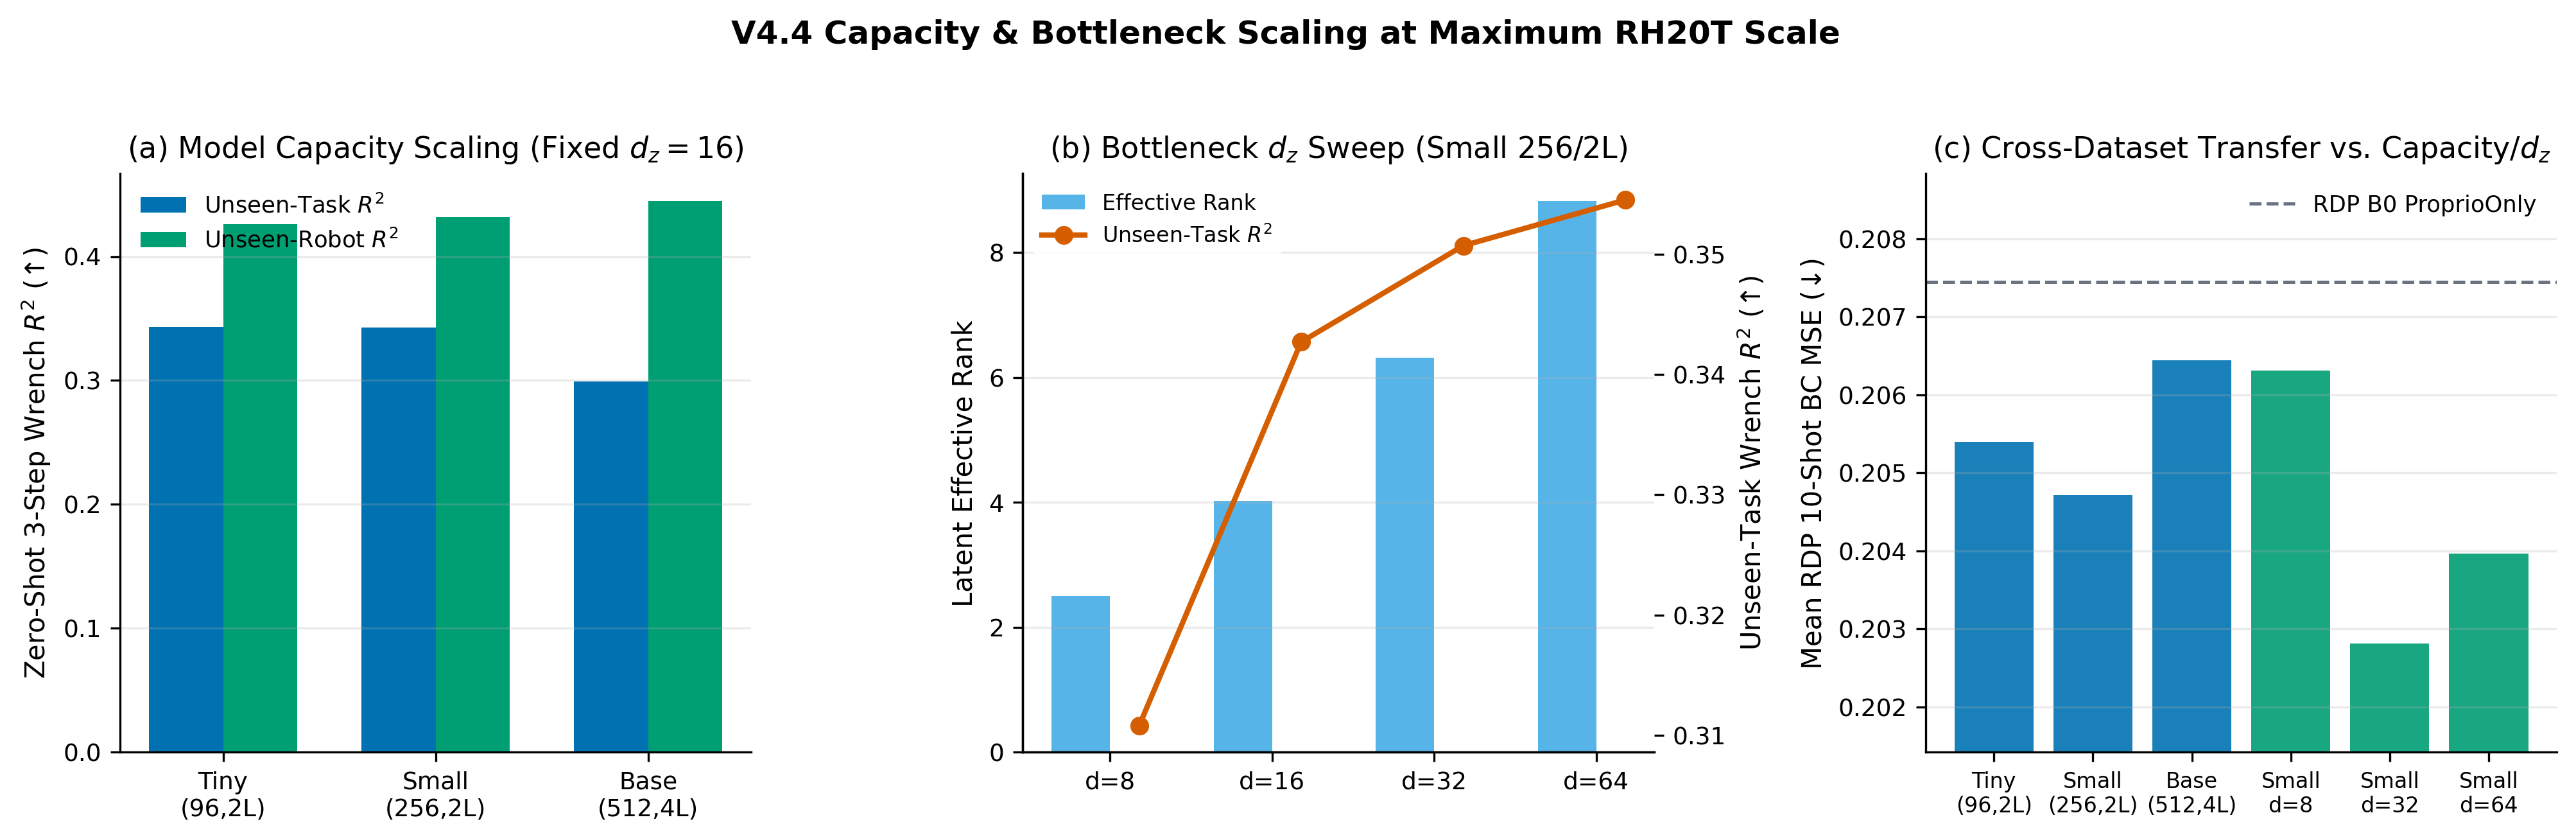 V4.4 Capacity & Bottleneck Scaling at Maximum RH20T Scale
(a) Model Capacity Scaling (Fixed $d_z = 16$)
Unseen-Task $R^2$
Unseen-Robot $R^2$
Zero-Shot 3-Step Wrench $R^2$ (↑)
0.4
0.3
0.2
0.1
0.0
Tiny
(96,2L)
Small
(256,2L)
Base
(512,4L)
(b) Bottleneck $d_z$ Sweep (Small 256/2L)
Effective Rank
Unseen-Task $R^2$
Latent Effective Rank
8
6
4
2
0
d=8
d=16
d=32
d=64
0.35
0.34
0.33
0.32
0.31
Unseen-Task Wrench $R^2$ (↑)
(c) Cross-Dataset Transfer vs. Capacity/$d_z$
RDP B0 ProprioOnly
Mean RDP 10-Shot BC MSE (↓)
0.208
0.207
0.206
0.205
0.204
0.203
0.202
Tiny
(96,2L)
Small
(256,2L)
Base
(512,4L)
Small
d=8
Small
d=32
Small
d=64